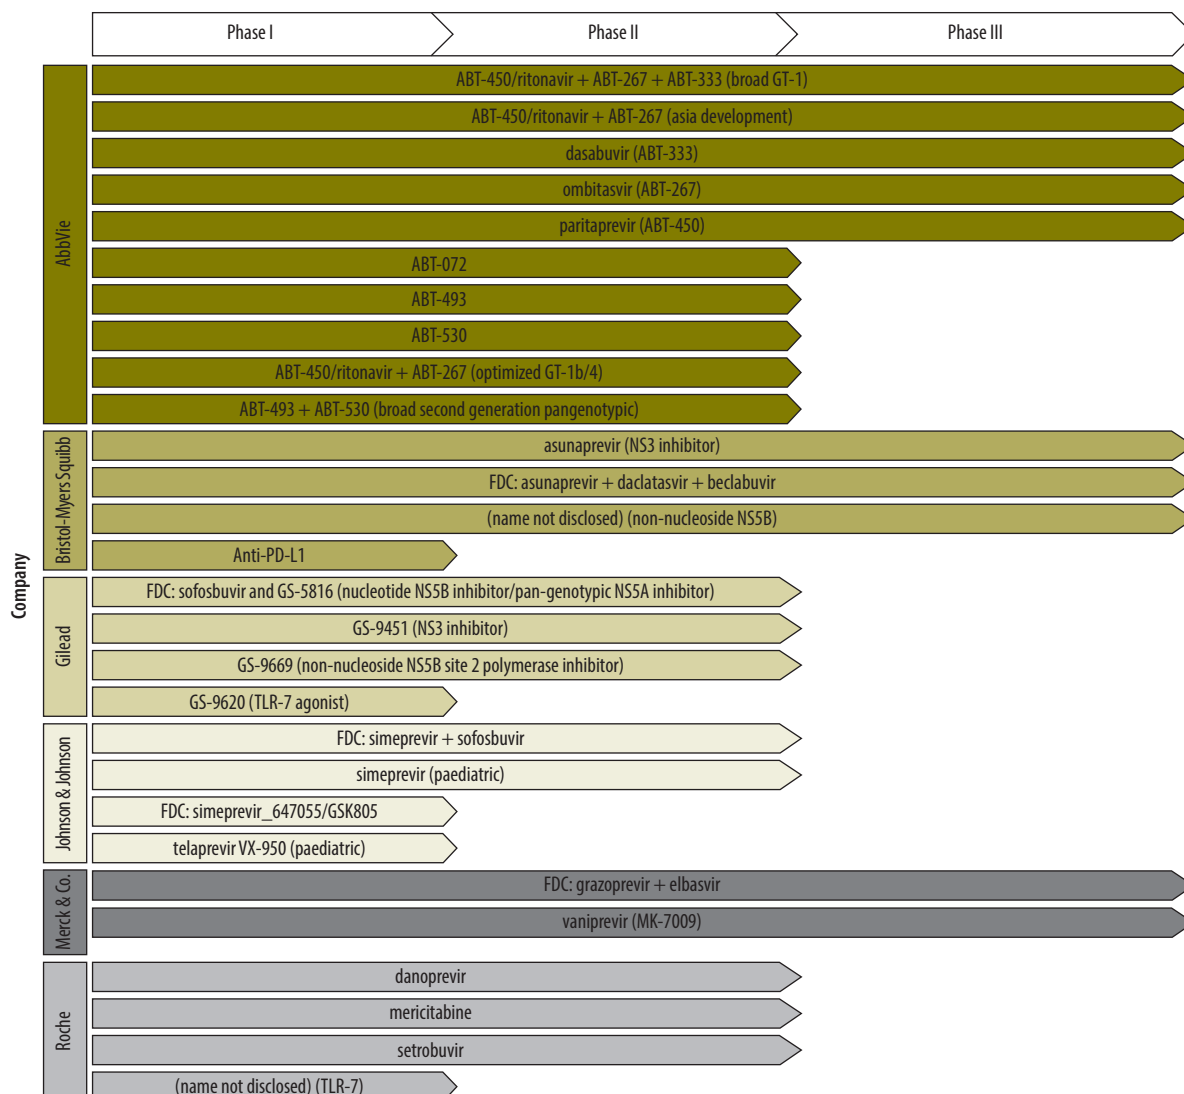 Phase I
Phase II
Phase III
Company
AbbVie
ABT-450/ritonavir + ABT-267 + ABT-333 (broad GT-1)
ABT-450/ritonavir + ABT-267 (asia development)
dasabuvir (ABT-333)
ombitasvir (ABT-267)
paritaprevir (ABT-450)
ABT-072
ABT-493
ABT-530
ABT-450/ritonavir + ABT-267 (optimized GT-1b/4)
ABT-493 + ABT-530 (broad second generation pangenotypic)
Bristol-Myers Squibb
asunaprevir (NS3 inhibitor)
FDC: asunaprevir + daclatasvir + beclabuvir
(name not disclosed) (non-nucleoside NS5B)
Anti-PD-L1
Gilead
FDC: sofosbuvir and GS-5816 (nucleotide NS5B inhibitor/pan-genotypic NS5A inhibitor)
GS-9451 (NS3 inhibitor)
GS-9669 (non-nucleoside NS5B site 2 polymerase inhibitor)
GS-9620 (TLR-7 agonist)
Johnson & Johnson
FDC: simeprevir + sofosbuvir
simeprevir (paediatric)
FDC: simeprevir_647055/GSK805
telaprevir VX-950 (paediatric)
Merck & Co.
FDC: grazoprevir + elbasvir
vaniprevir (MK-7009)
Roche
danoprevir
mericitabine
setrobuvir
(name not disclosed) (TLR-7)